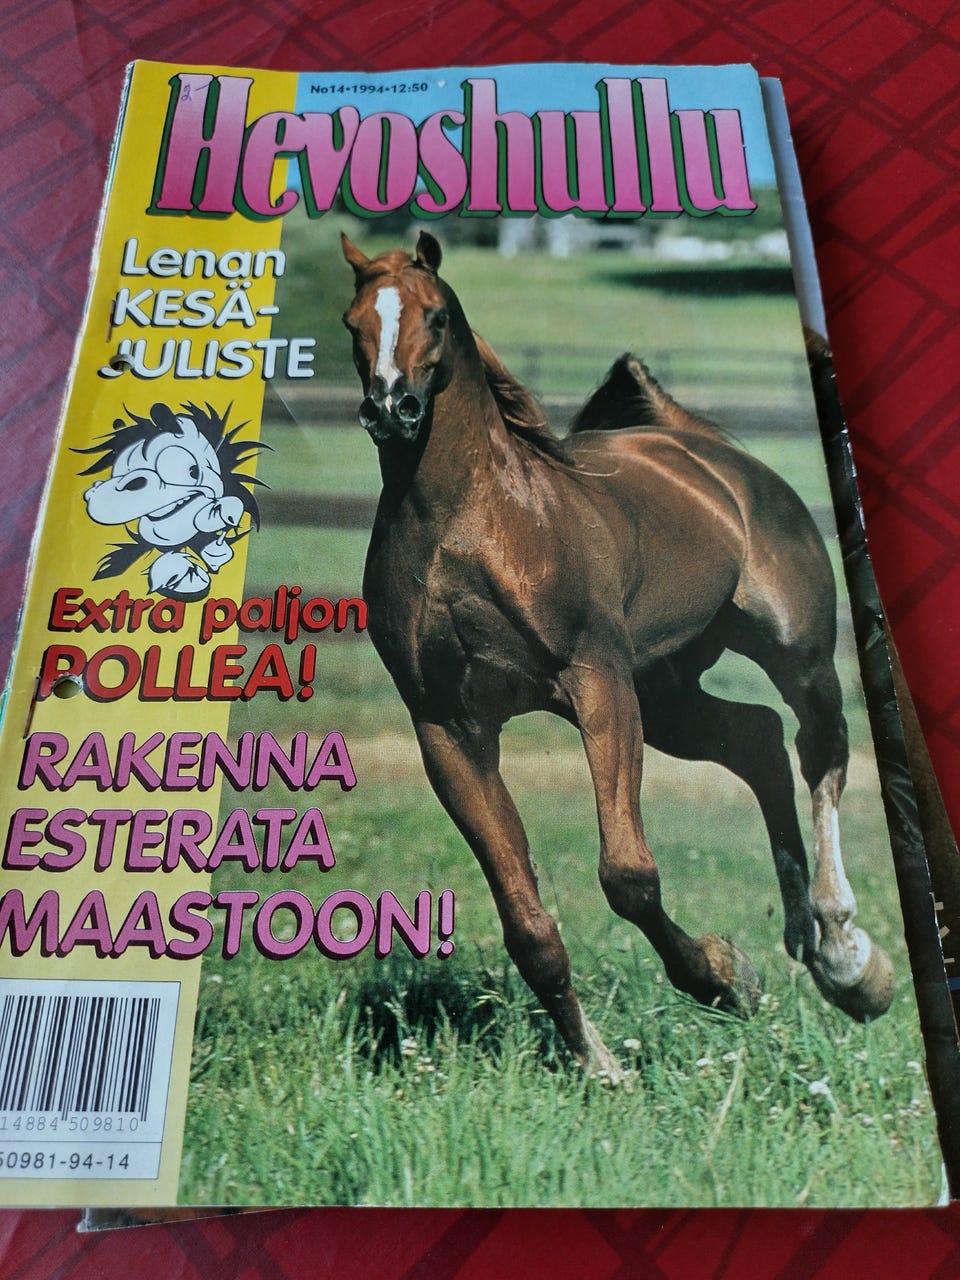 No14•1994•12:50
2-
Hevoshullu
Lenan
KESÄ-
JULISTE
Extra paljon
POLLEA!
RAKENNA
ESTERATA
MAASTOON!
14884 509810
50981-94-14